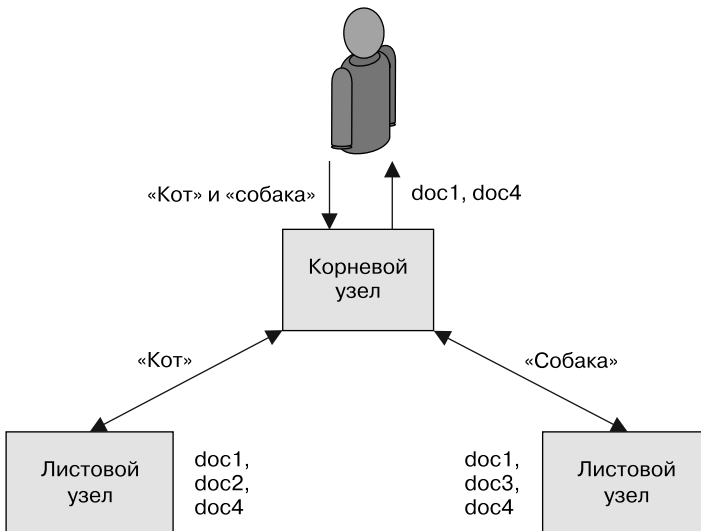 «Кот» и «собака»
doc1, doc4
Корневой
узел
«Кот»
«Собака»
Листовой
узел
doc1,
doc2,
doc4
doc1,
doc3,
doc4
Листовой
узел